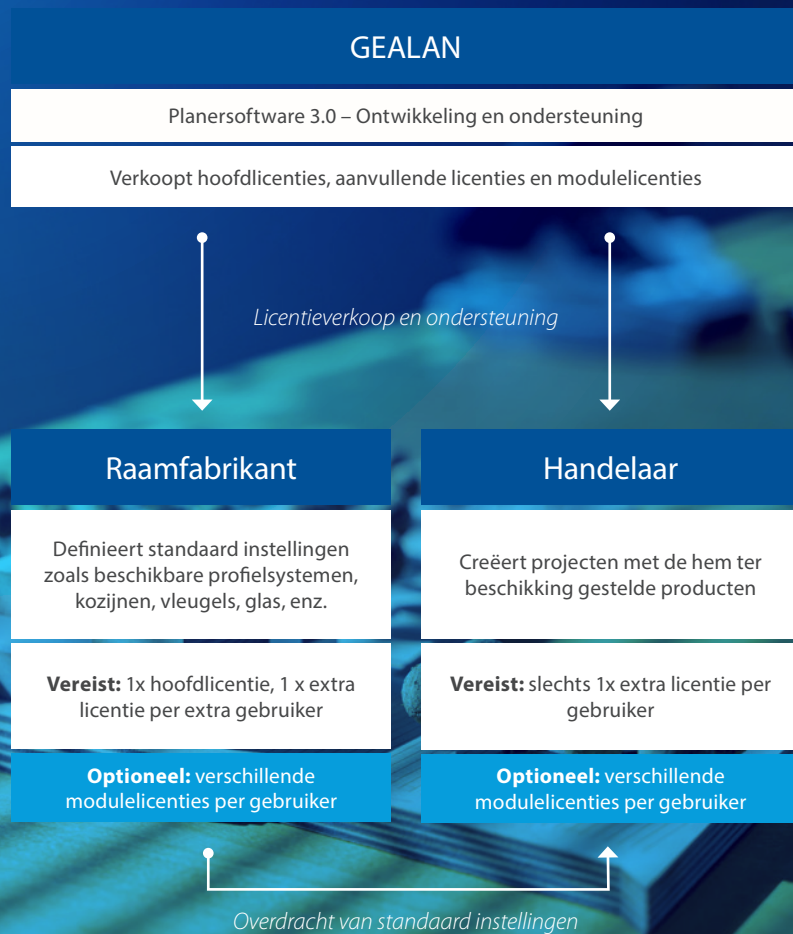 GEALAN
Planersoftware 3.0 – Ontwikkeling en ondersteuning
Verkoopt hoofdlicenties, aanvullende licenties en modulelicenties
Licentieverkoop en ondersteuning
Raamfabrikant
Definieert standaard instellingen
zoals beschikbare profielsystemen,
kozijnen, vleugels, glas, enz.
Vereist: 1x hoofdlicentie, 1 x extra
licentie per extra gebruiker
Optioneel: verschillende
modulelicenties per gebruiker
Handelaar
Creëert projecten met de hem ter
beschikking gestelde producten
Vereist: slechts 1x extra licentie per
gebruiker
Optioneel: verschillende
modulelicenties per gebruiker
Overdracht van standaard instellingen